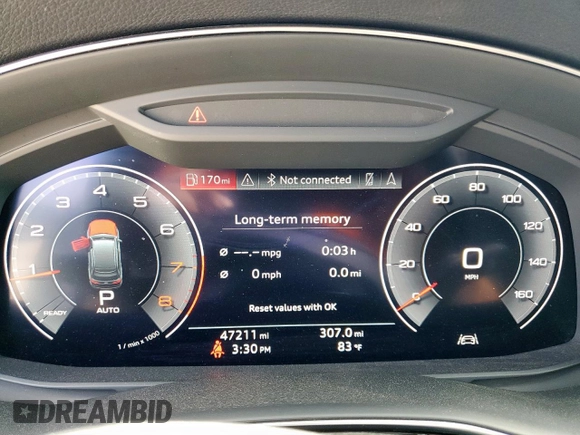 170 mi
Not connected
Long-term memory
Ø --.- mpg 0:03 h
Ø 0 mph 0.0 mi
Reset values with OK
47211 mi 307.0 mi
3:30 PM 83 °F
1 2 3 4 5 6 7 8
READY
P
AUTO
1 / min x 1000
0
MPH
20 40 60 80 100 120 140 160
DREAMBID